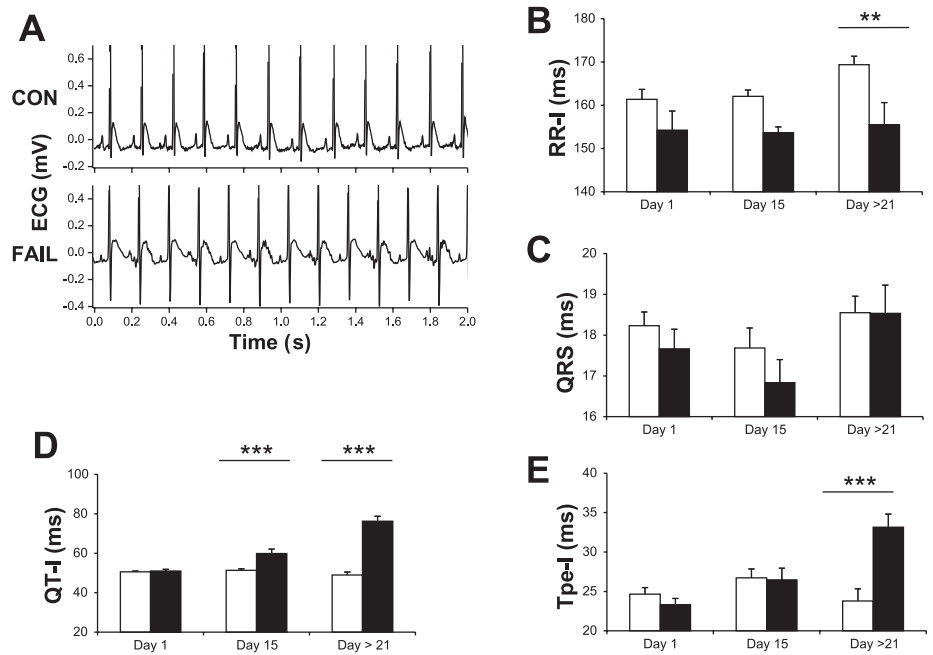 A
CON
FAIL
ECG (mV)
0.6
0.4
0.2
0.0
-0.2
0.4
0.2
0.0
-0.2
-0.4
0.0 0.2 0.4 0.6 0.8 1.0 1.2 1.4 1.6 1.8 2.0
Time (s)
B
**
RR-I (ms)
180
170
160
150
140
Day 1 Day 15 Day >21
C
QRS (ms)
20
19
18
17
16
Day 1 Day 15 Day >21
D
*** ***
QT-I (ms)
100
80
60
40
20
Day 1 Day 15 Day > 21
E
***
Tpe-I (ms)
40
35
30
25
20
Day 1 Day 15 Day >21